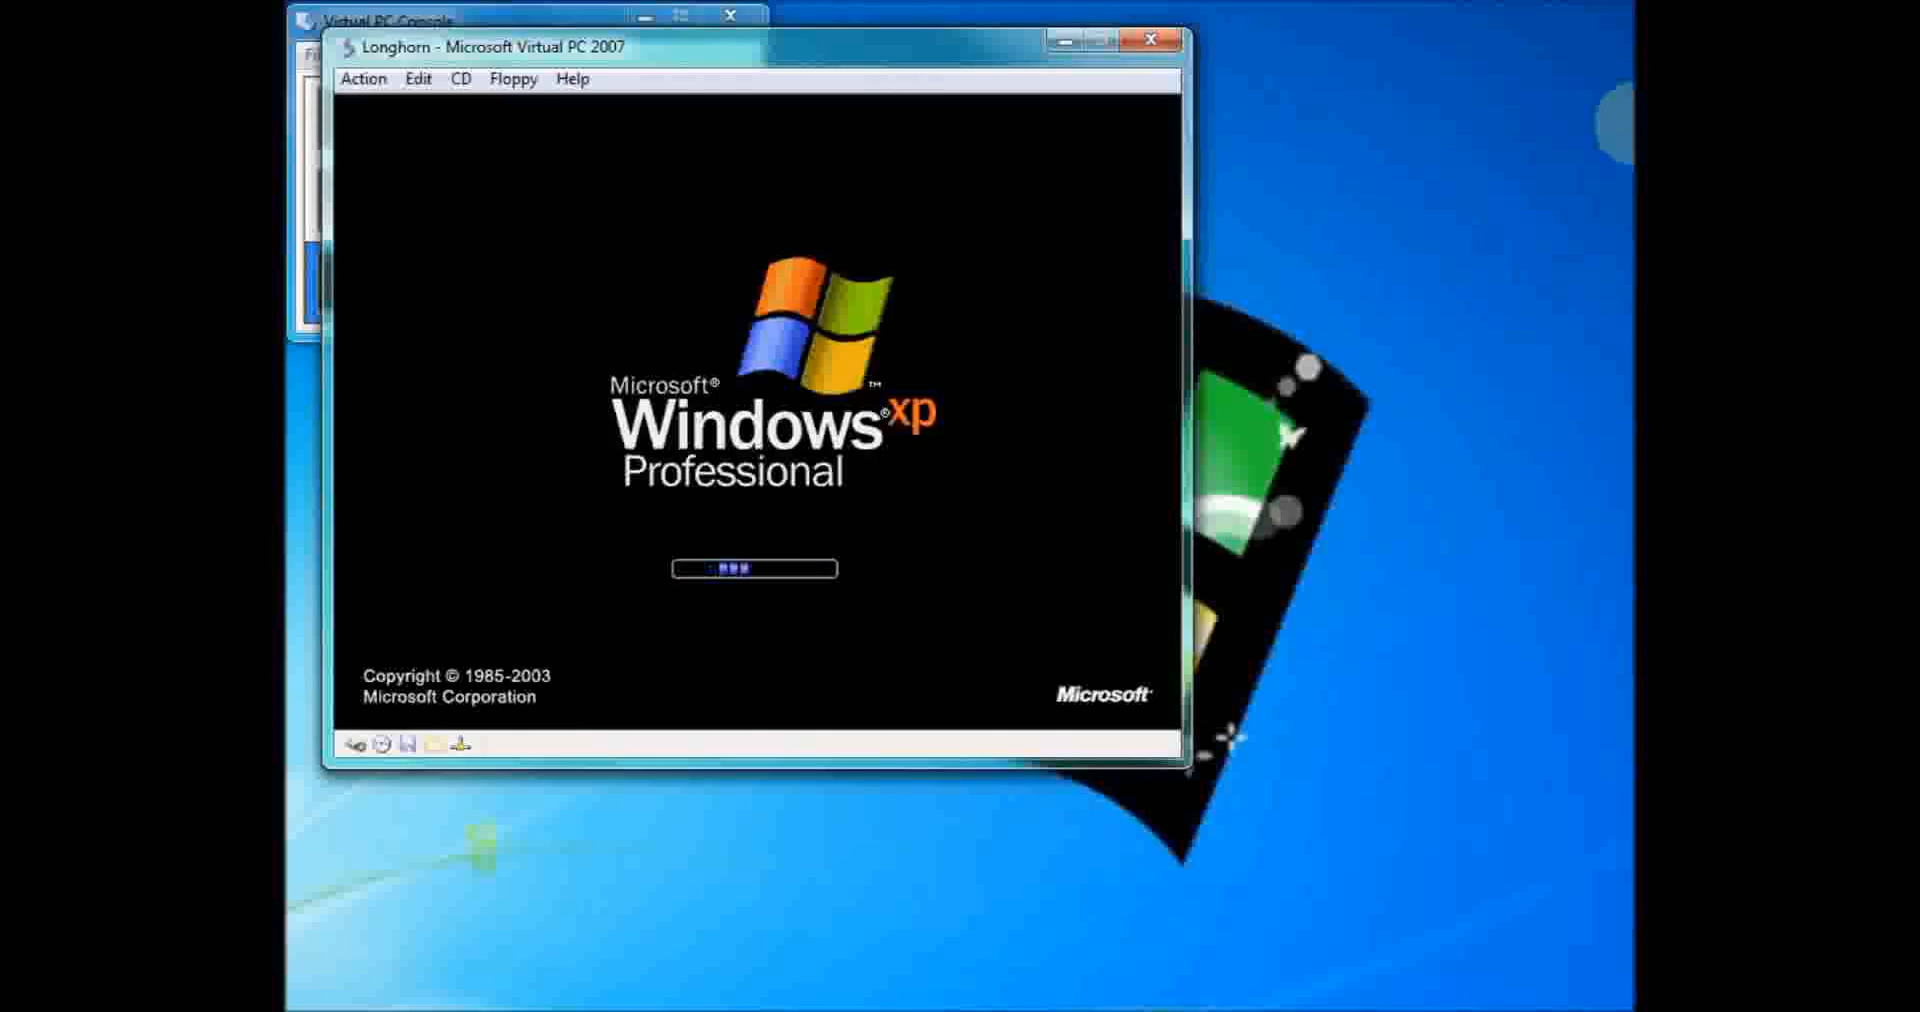 Virtual PC Console
Longhorn - Microsoft Virtual PC 2007
Action Edit CD Floppy Help
Microsoft®
Windows®xp
™
Professional
Copyright © 1985-2003
Microsoft Corporation
Microsoft